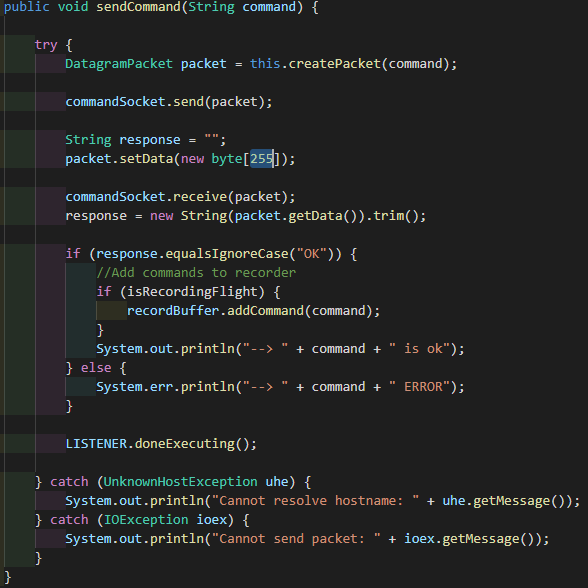 public void sendCommand(String command) {
try {
DatagramPacket packet = this.createPacket(command);
commandSocket.send(packet);
String response = "";
packet.setData(new byte[255]);
commandSocket.receive(packet);
response = new String(packet.getData()).trim();
if (response.equalsIgnoreCase("OK")) {
//Add commands to recorder
if (isRecordingFlight) {
recordBuffer.addCommand(command);
}
System.out.println("--> " + command + " is ok");
} else {
System.err.println("--> " + command + " ERROR");
}
LISTENER.doneExecuting();
} catch (UnknownHostException uhe) {
System.out.println("Cannot resolve hostname: " + uhe.getMessage());
} catch (IOException ioex) {
System.out.println("Cannot send packet: " + ioex.getMessage());
}
}